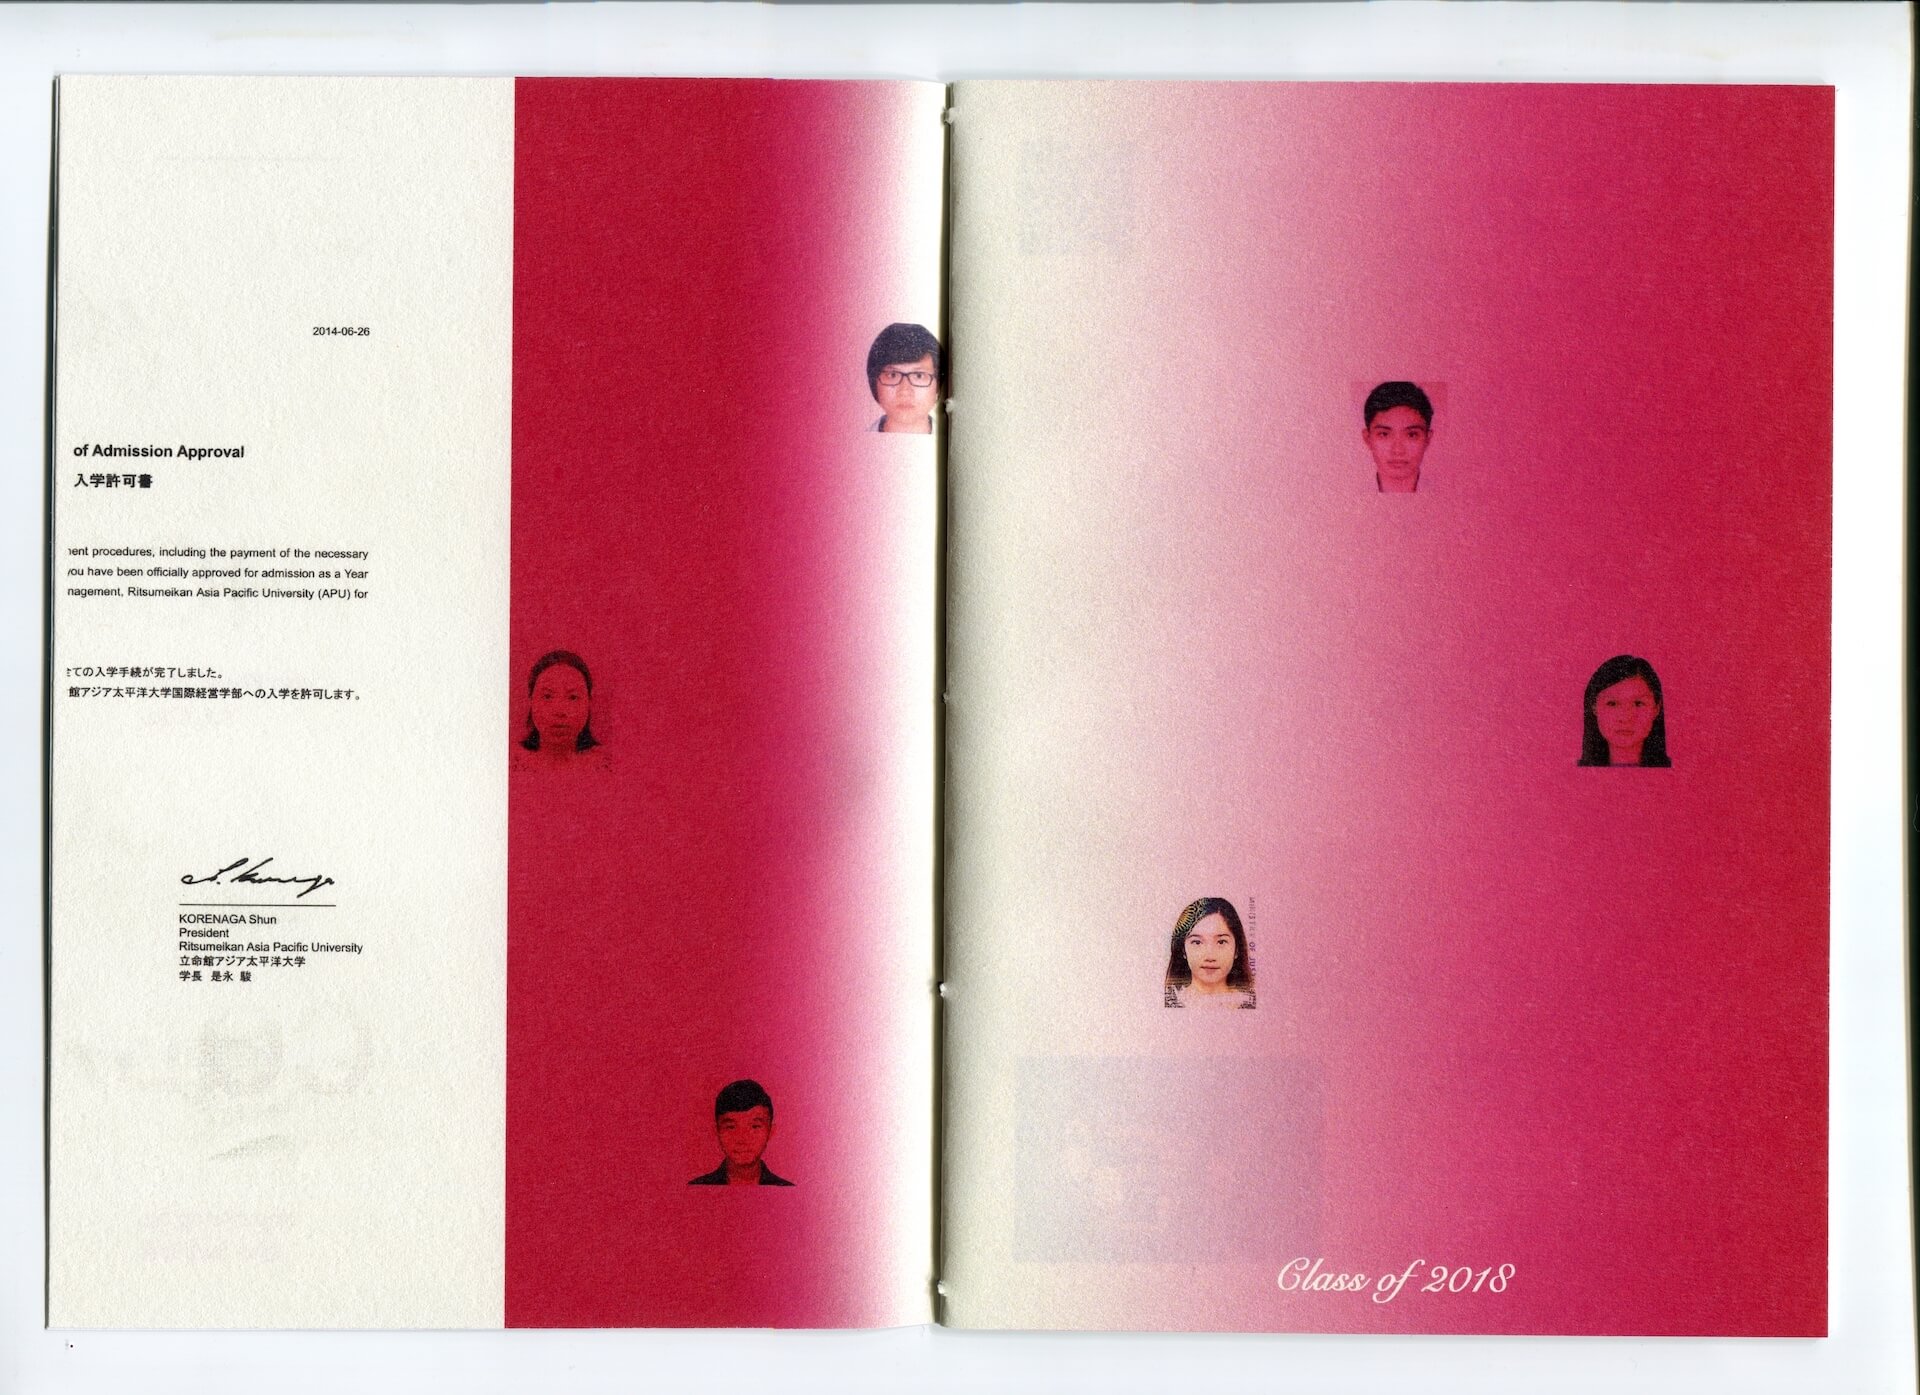 2014-06-26
of Admission Approval
入学許可書
ent procedures, including the payment of the necessary
you have been officially approved for admission as a Year
nagement, Ritsumeikan Asia Pacific University (APU) for
ての入学手続が完了しました。
館アジア太平洋大学国際経営学部への入学を許可します。
KORENAGA Shun
President
Ritsumeikan Asia Pacific University
立命館アジア太平洋大学
学長 是永 駿
MINISTRY OF JUS
Class of 2018